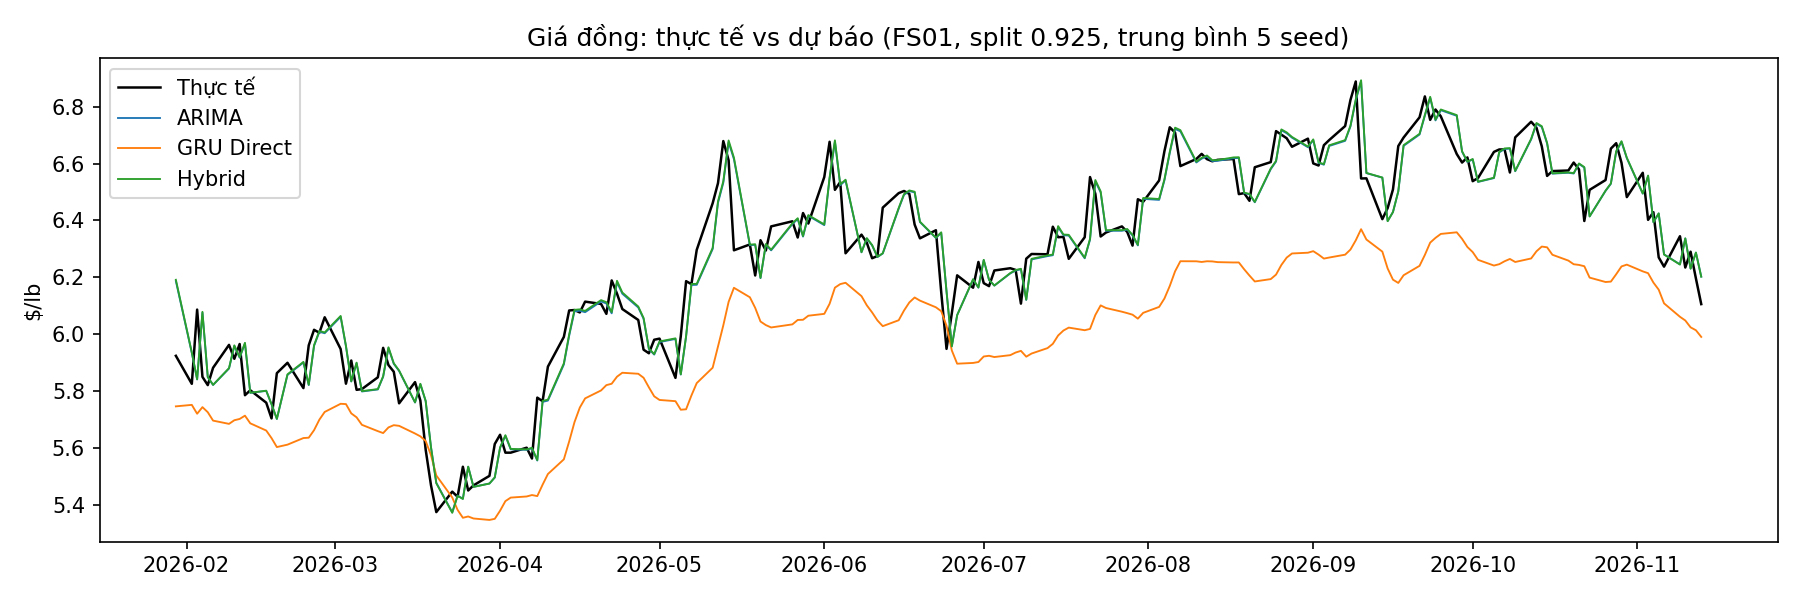 Giá đồng: thực tế vs dự báo (FS01, split 0.925, trung bình 5 seed)
Thực tế
ARIMA
GRU Direct
Hybrid
$/lb
6.8
6.6
6.4
6.2
6.0
5.8
5.6
5.4
2026-02 2026-03 2026-04 2026-05 2026-06 2026-07 2026-08 2026-09 2026-10 2026-11